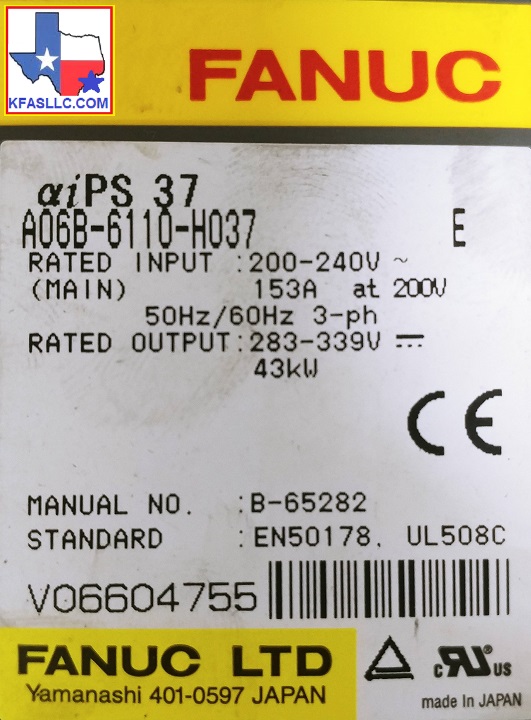 KFASLLC.COM
FANUC
αiPS 37
A06B-6110-H037 E
RATED INPUT :200-240V ~
(MAIN) 153A at 200V
50Hz/60Hz 3-ph
RATED OUTPUT:283-339V ⎓
43kW
CE
MANUAL NO. :B-65282
STANDARD :EN50178, UL508C
V06604755
FANUC LTD
Yamanashi 401-0597 JAPAN
c RU ® US
made in JAPAN